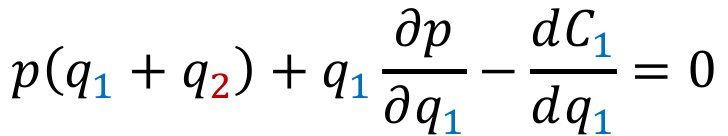 p(q₁ + q₂) + q₁ ∂p/∂q₁ − dC₁/dq₁ = 0